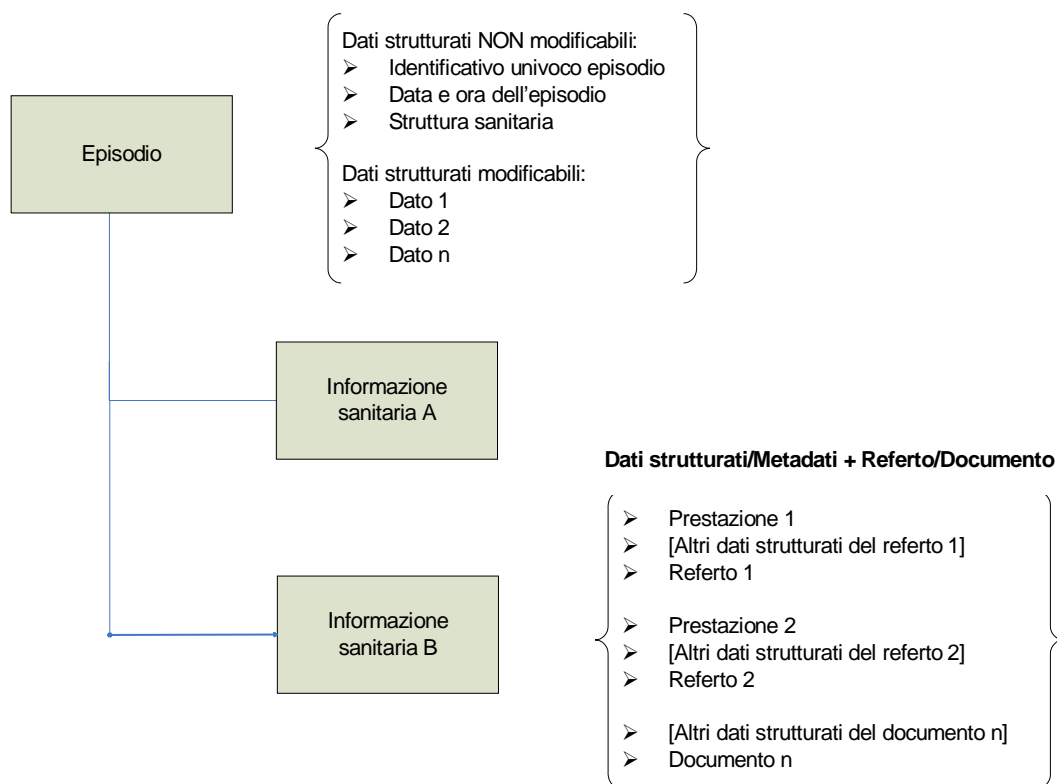 Episodio
Dati strutturati NON modificabili:
➢ Identificativo univoco episodio
➢ Data e ora dell'episodio
➢ Struttura sanitaria
Dati strutturati modificabili:
➢ Dato 1
➢ Dato 2
➢ Dato n
Informazione
sanitaria A
Informazione
sanitaria B
Dati strutturati/Metadati + Referto/Documento
➢ Prestazione 1
➢ [Altri dati strutturati del referto 1]
➢ Referto 1
➢ Prestazione 2
➢ [Altri dati strutturati del referto 2]
➢ Referto 2
➢ [Altri dati strutturati del documento n]
➢ Documento n